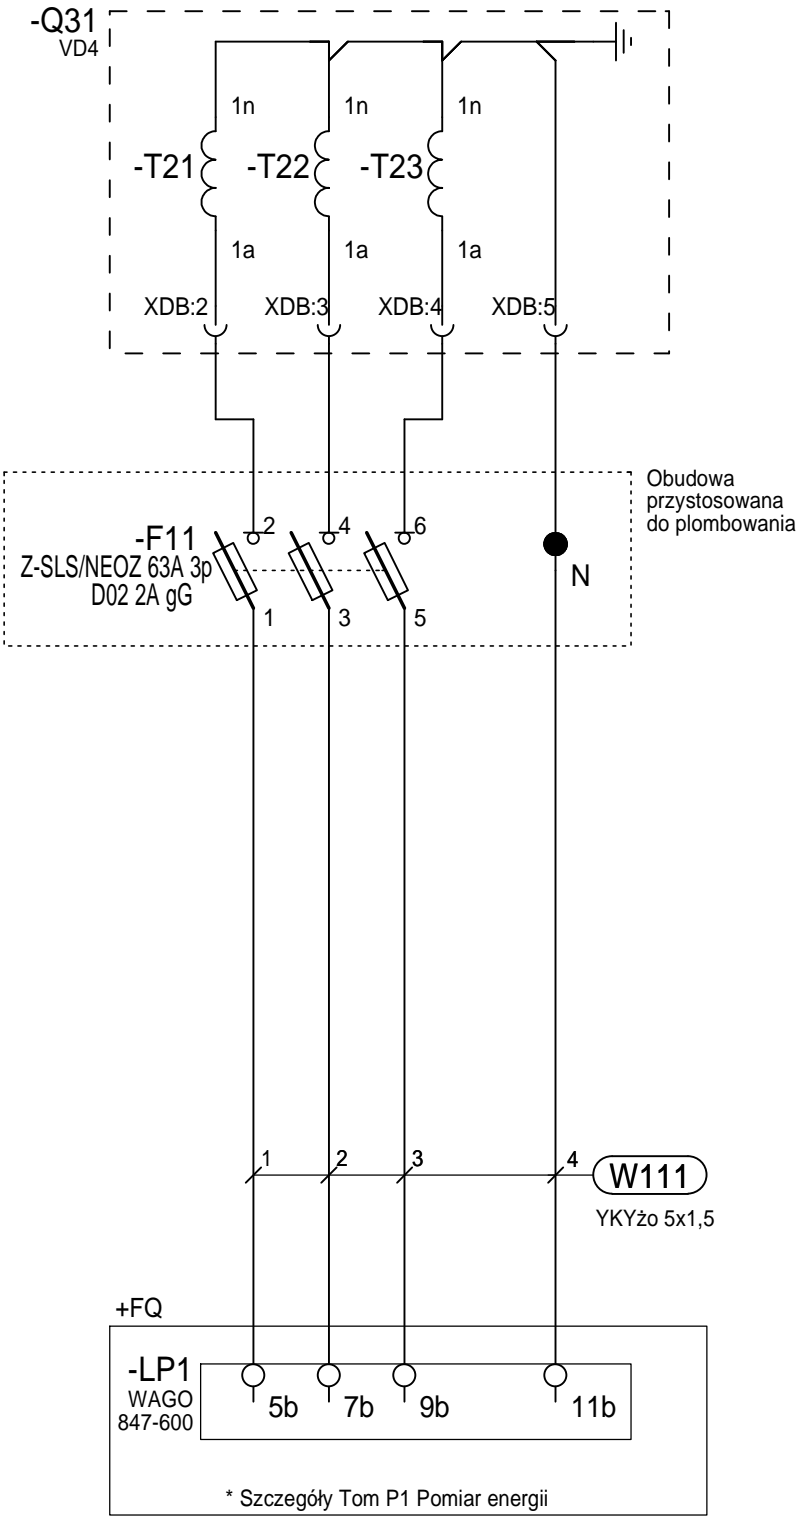 -Q31
VD4
1n
1n
1n
-T21
-T22
-T23
1a
1a
1a
XDB:2
XDB:3
XDB:4
XDB:5
Obudowa
przystosowana
do plombowania
-F11
2
4
6
Z-SLS/NEOZ 63A 3p
D02 2A gG
N
1
3
5
1
2
3
4
W111
YKYżo 5x1,5
+FQ
-LP1
WAGO
847-600
5b
7b
9b
11b
* Szczegóły Tom P1 Pomiar energii